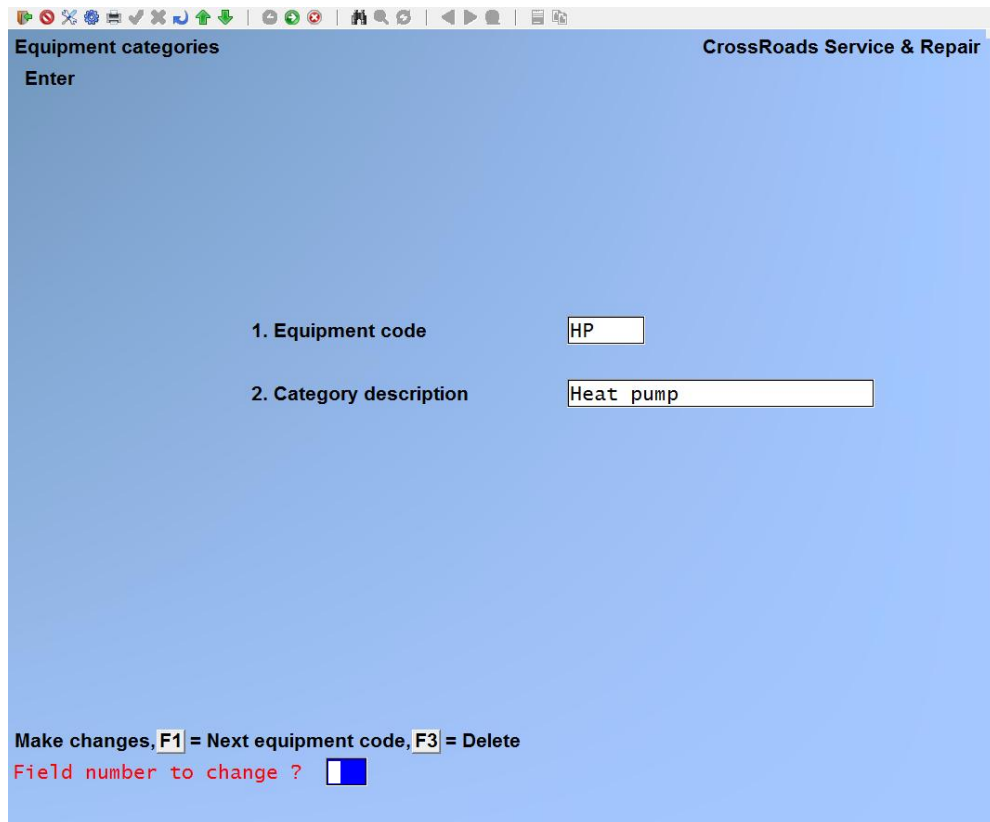 Equipment categories CrossRoads Service & Repair
Enter
1. Equipment code HP
2. Category description Heat pump
Make changes, F1 = Next equipment code, F3 = Delete
Field number to change ?